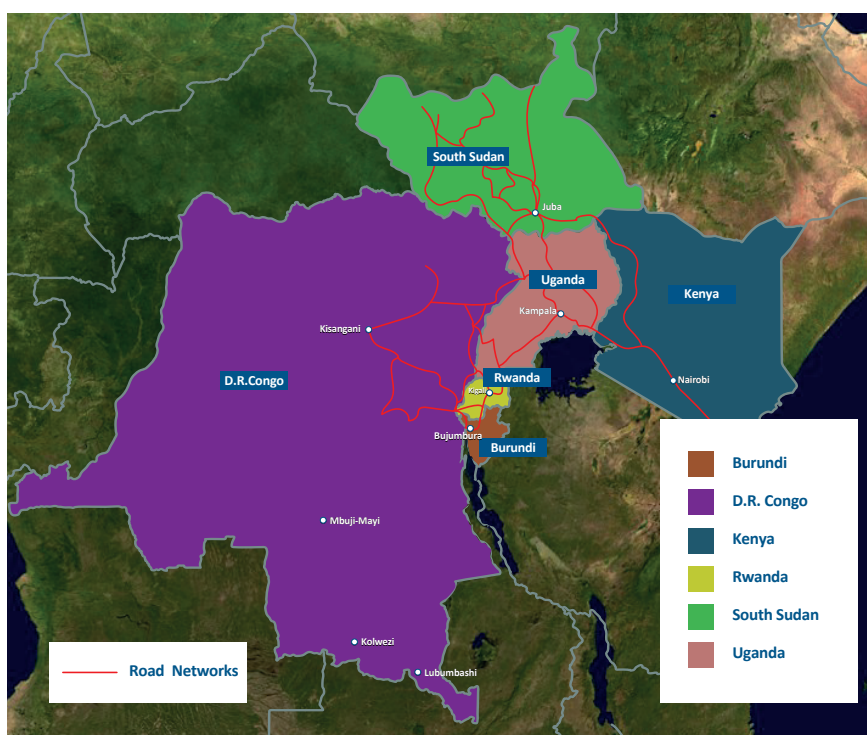 South Sudan
Juba
Uganda
Kenya
Kampala
Kisangani
D.R.Congo
Rwanda
Nairobi
Bujumbura
Burundi
Mbuji-Mayi
Kolwezi
Lubumbashi
Road Networks
Burundi
D.R. Congo
Kenya
Rwanda
South Sudan
Uganda